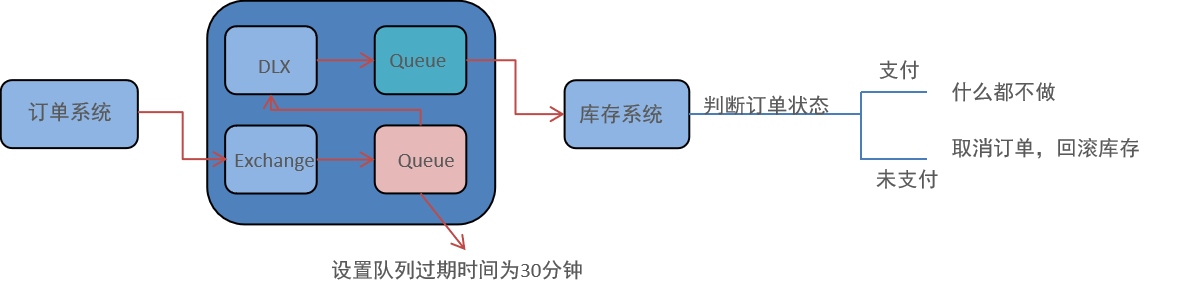 订单系统
DLX
Queue
Exchange
Queue
设置队列过期时间为30分钟
库存系统
判断订单状态
支付
什么都不做
取消订单，回滚库存
未支付